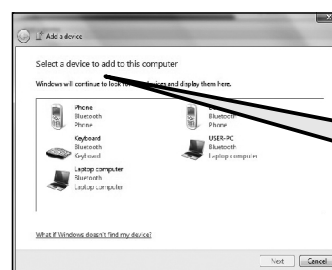 Add a device
Select a device to add to this computer
Windows will continue to look for new devices and display them here.
Phone
Bluetooth
Phone
Bluetooth
Phone
Keyboard
Bluetooth
Keyboard
USER-PC
Bluetooth
Laptop computer
Laptop computer
Bluetooth
Laptop computer
What if Windows doesn't find my device?
Next
Cancel